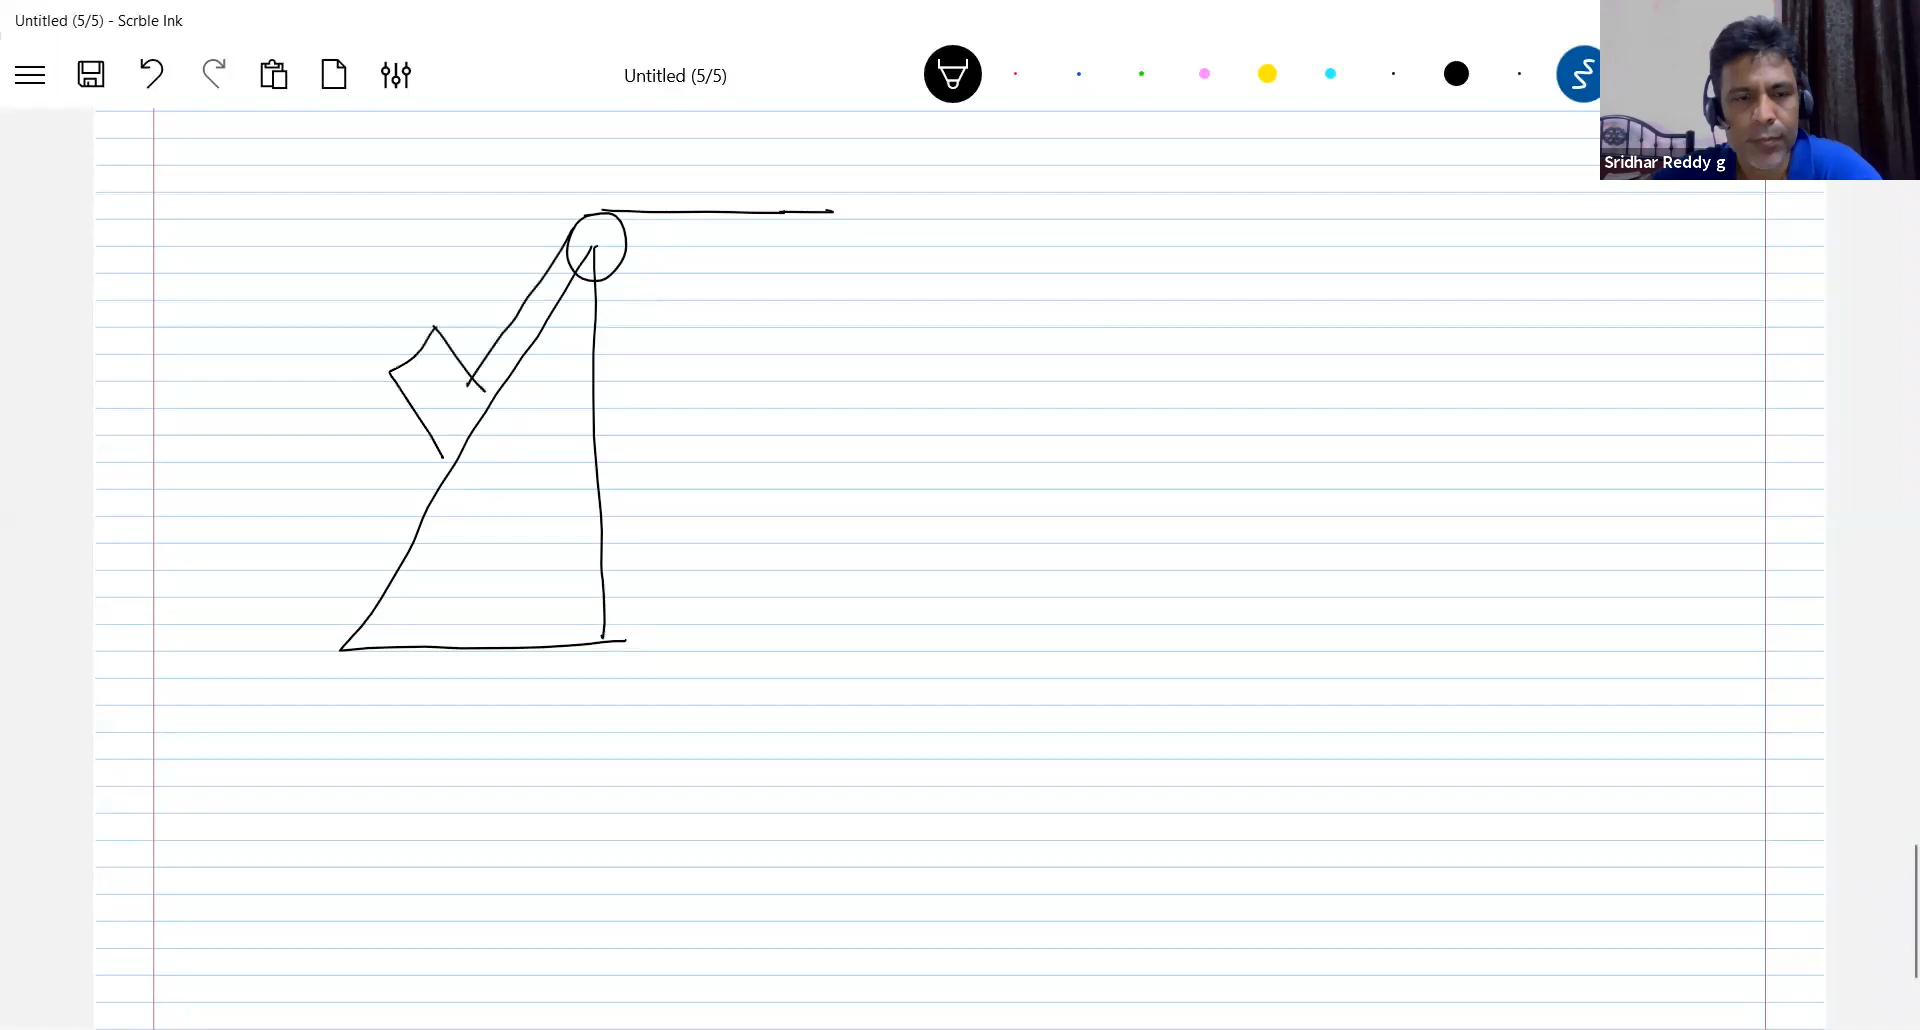 Untitled (5/5) - Scrble Ink
Untitled (5/5)
Sridhar Reddy g